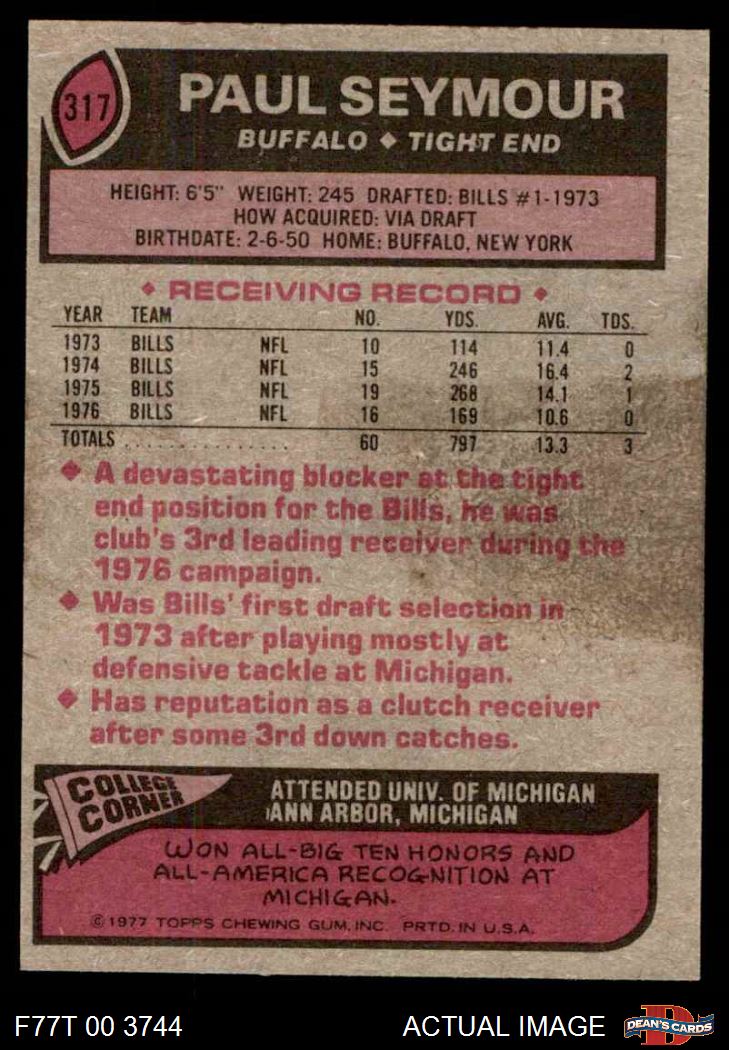 317
PAUL SEYMOUR
BUFFALO ◆ TIGHT END
HEIGHT: 6'5" WEIGHT: 245 DRAFTED: BILLS #1-1973
HOW ACQUIRED: VIA DRAFT
BIRTHDATE: 2-6-50 HOME: BUFFALO, NEW YORK
◆ RECEIVING RECORD ◆
YEAR TEAM NO. YDS. AVG. TDS.
1973 BILLS NFL 10 114 11.4 0
1974 BILLS NFL 15 246 16.4 2
1975 BILLS NFL 19 268 14.1 1
1976 BILLS NFL 16 169 10.6 0
TOTALS . . . . . . . . . . . . . . . 60 797 13.3 3
◆ A devastating blocker at the tight
end position for the Bills, he was
club's 3rd leading receiver during the
1976 campaign.
◆ Was Bills' first draft selection in
1973 after playing mostly at
defensive tackle at Michigan.
◆ Has reputation as a clutch receiver
after some 3rd down catches.
COLLEGE
CORNER
ATTENDED UNIV. OF MICHIGAN
ANN ARBOR, MICHIGAN
WON ALL-BIG TEN HONORS AND
ALL-AMERICA RECOGNITION AT
MICHIGAN.
© 1977 TOPPS CHEWING GUM, INC. PRTD. IN U.S.A.
F77T 00 3744 ACTUAL IMAGE
D
DEAN'S CARDS